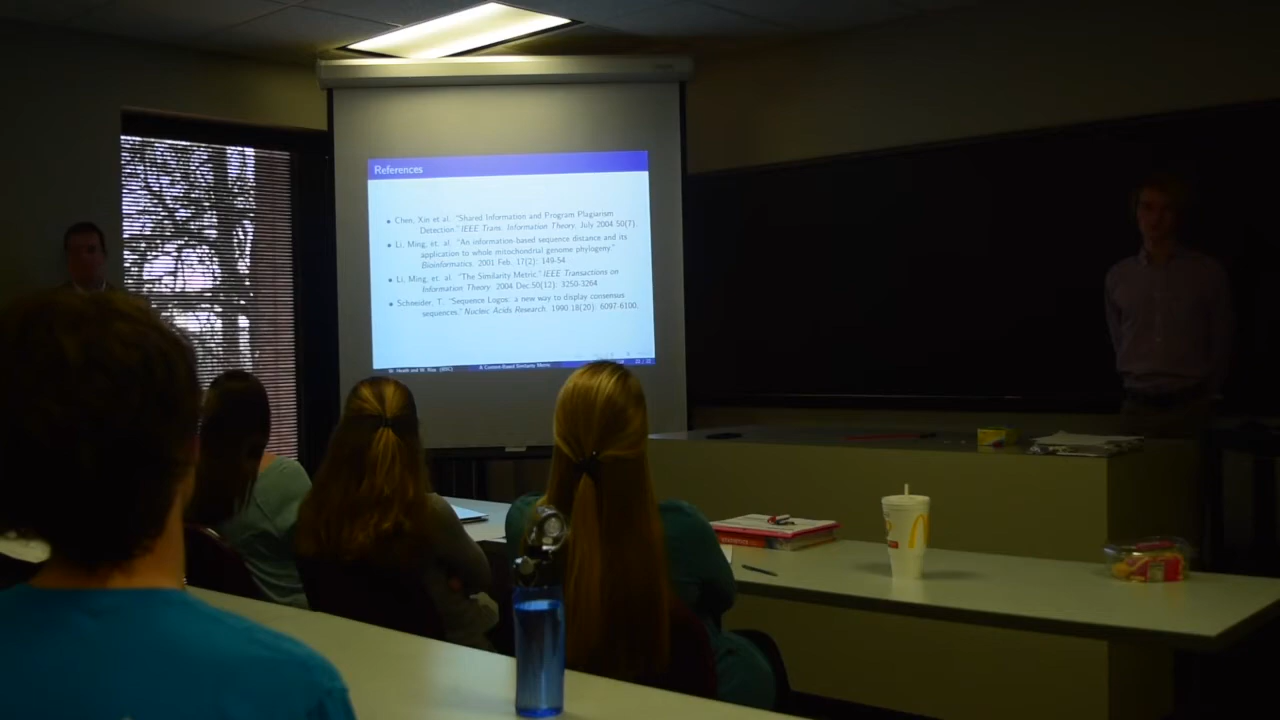 References
Chen, Xin et al. "Shared Information and Program Plagiarism
Detection." IEEE Trans. Information Theory, July 2004 50(7).
Li, Ming, et. al. "An information-based sequence distance and its
application to whole mitochondrial genome phylogeny."
Bioinformatics. 2001 Feb. 17(2): 149-54
Li, Ming, et. al. "The Similarity Metric." IEEE Transactions on
Information Theory. 2004 Dec.50(12): 3250-3264
Schneider, T. "Sequence Logos: a new way to display consensus
sequences." Nucleic Acids Research. 1990.18(20): 6097-6100.
A Content-Based Similarity Metric